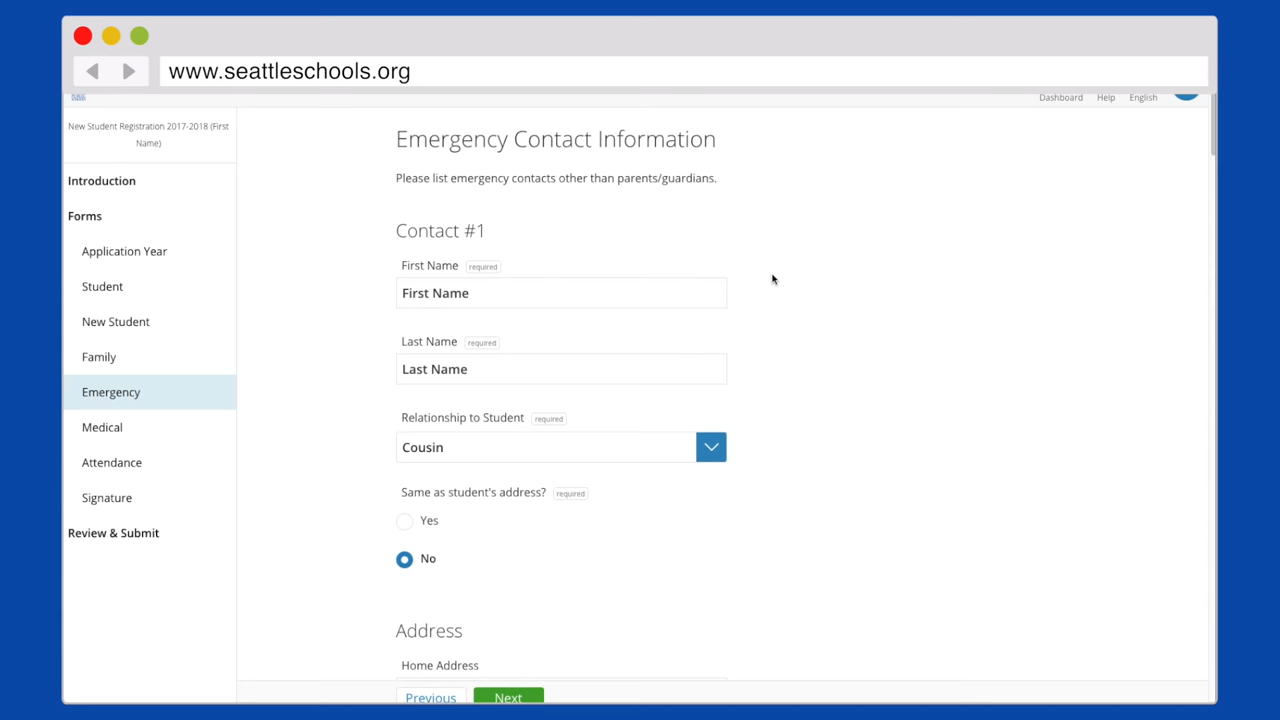 www.seattleschools.org
Dashboard Help English
New Student Registration 2017-2018 (First
Name)
Introduction
Forms
Application Year
Student
New Student
Family
Emergency
Medical
Attendance
Signature
Review & Submit
Emergency Contact Information
Please list emergency contacts other than parents/guardians.
Contact #1
First Name required
First Name
Last Name required
Last Name
Relationship to Student required
Cousin
Same as student's address? required
Yes
No
Address
Home Address
Previous Next